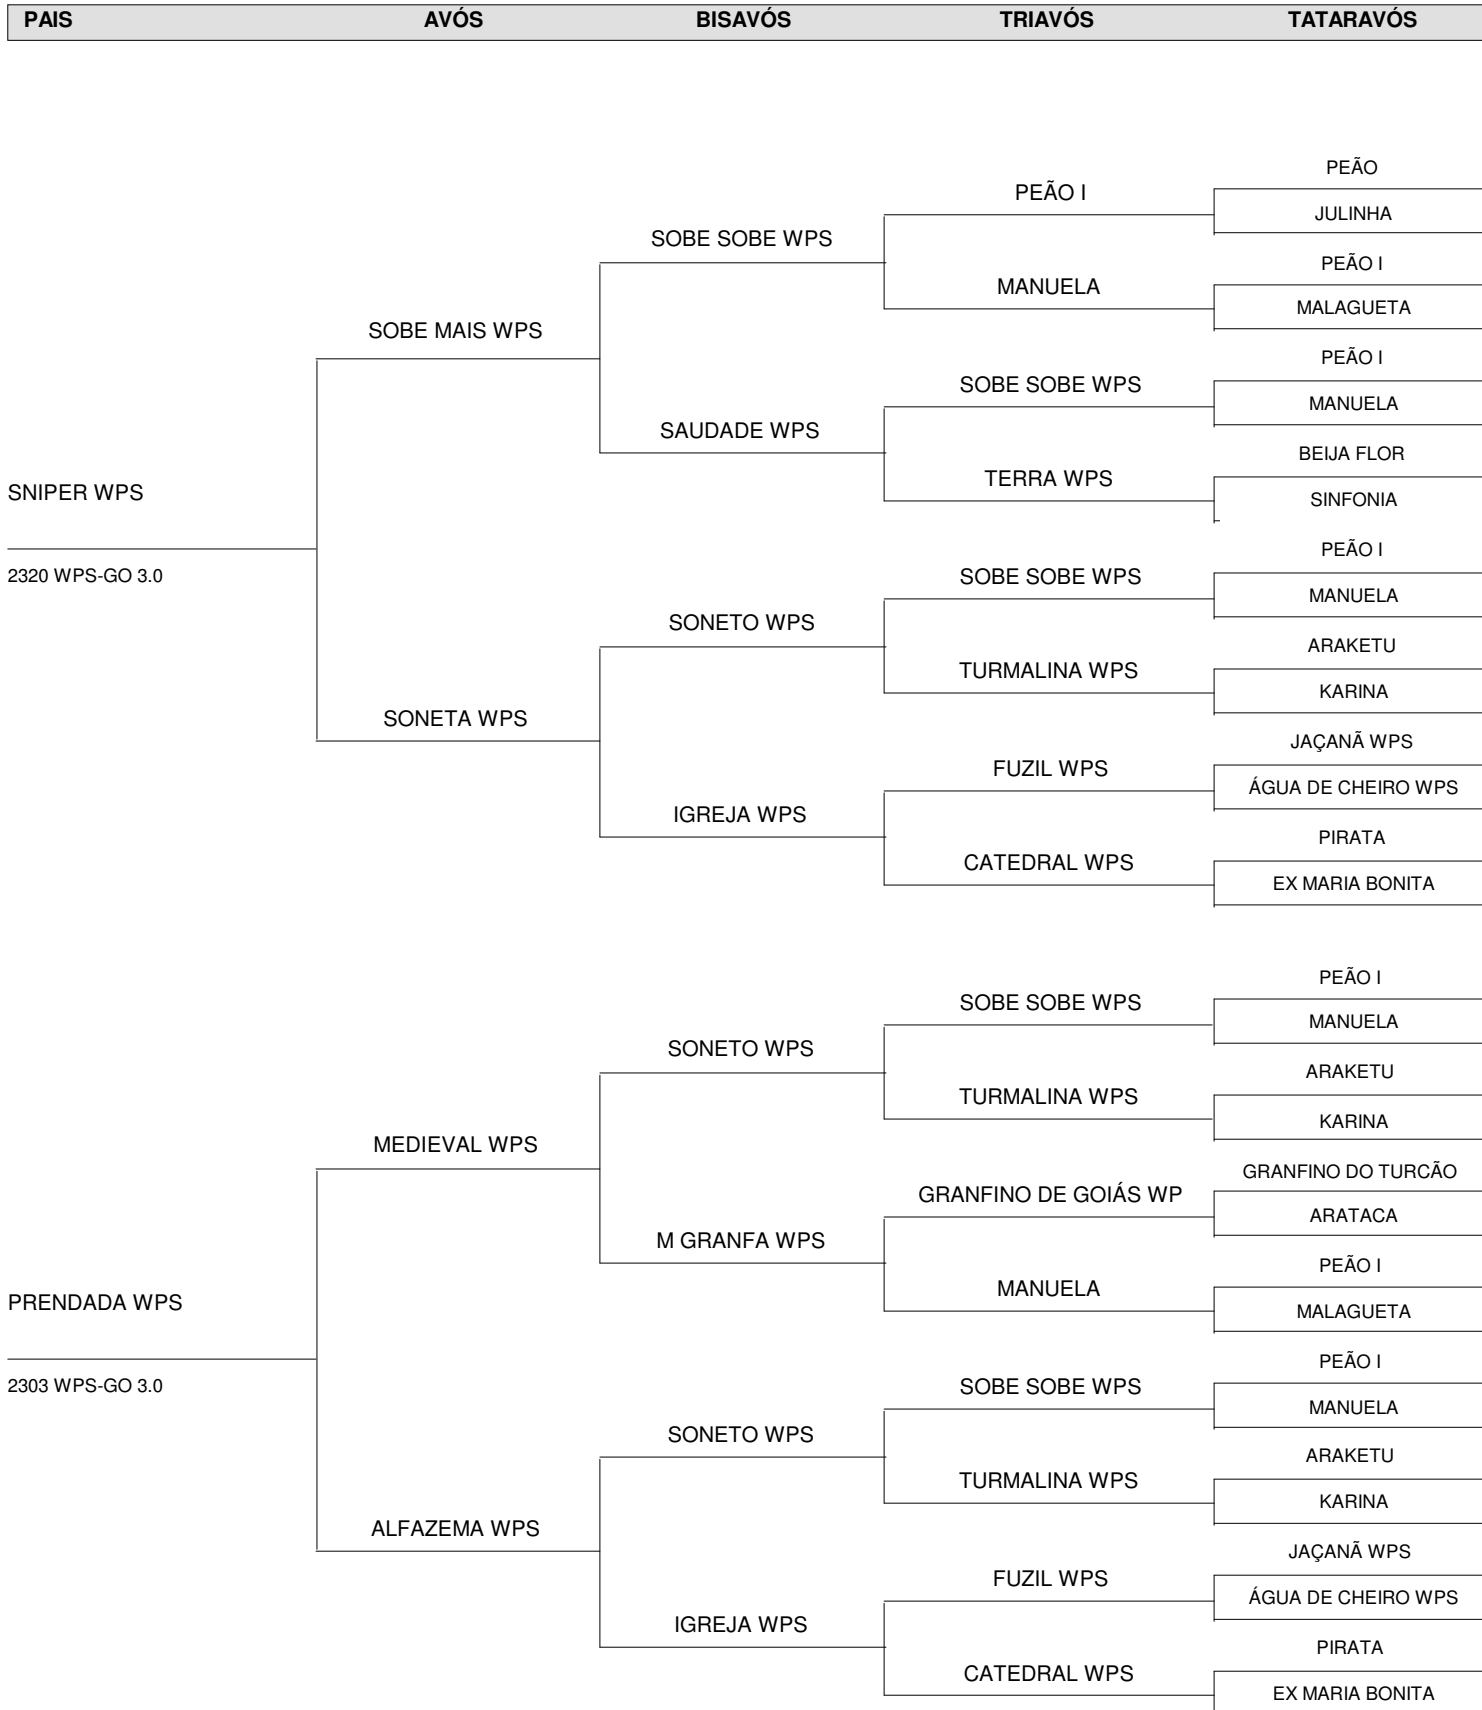 PAIS AVÓS BISAVÓS TRIAVÓS TATARAVÓS
PEÃO
PEÃO I
JULINHA
SOBE SOBE WPS
PEÃO I
MANUELA
MALAGUETA
SOBE MAIS WPS
PEÃO I
SOBE SOBE WPS
MANUELA
SAUDADE WPS
BEIJA FLOR
TERRA WPS
SNIPER WPS
SINFONIA
PEÃO I
2320 WPS-GO 3.0
SOBE SOBE WPS
MANUELA
SONETO WPS
ARAKETU
TURMALINA WPS
KARINA
SONETA WPS
JAÇANÃ WPS
FUZIL WPS
ÁGUA DE CHEIRO WPS
IGREJA WPS
PIRATA
CATEDRAL WPS
EX MARIA BONITA
PEÃO I
SOBE SOBE WPS
MANUELA
SONETO WPS
ARAKETU
TURMALINA WPS
KARINA
MEDIEVAL WPS
GRANFINO DO TURCÃO
GRANFINO DE GOIÁS WP
ARATACA
M GRANFA WPS
PEÃO I
MANUELA
PRENDADA WPS
MALAGUETA
PEÃO I
2303 WPS-GO 3.0
SOBE SOBE WPS
MANUELA
SONETO WPS
ARAKETU
TURMALINA WPS
KARINA
ALFAZEMA WPS
JAÇANÃ WPS
FUZIL WPS
ÁGUA DE CHEIRO WPS
IGREJA WPS
PIRATA
CATEDRAL WPS
EX MARIA BONITA